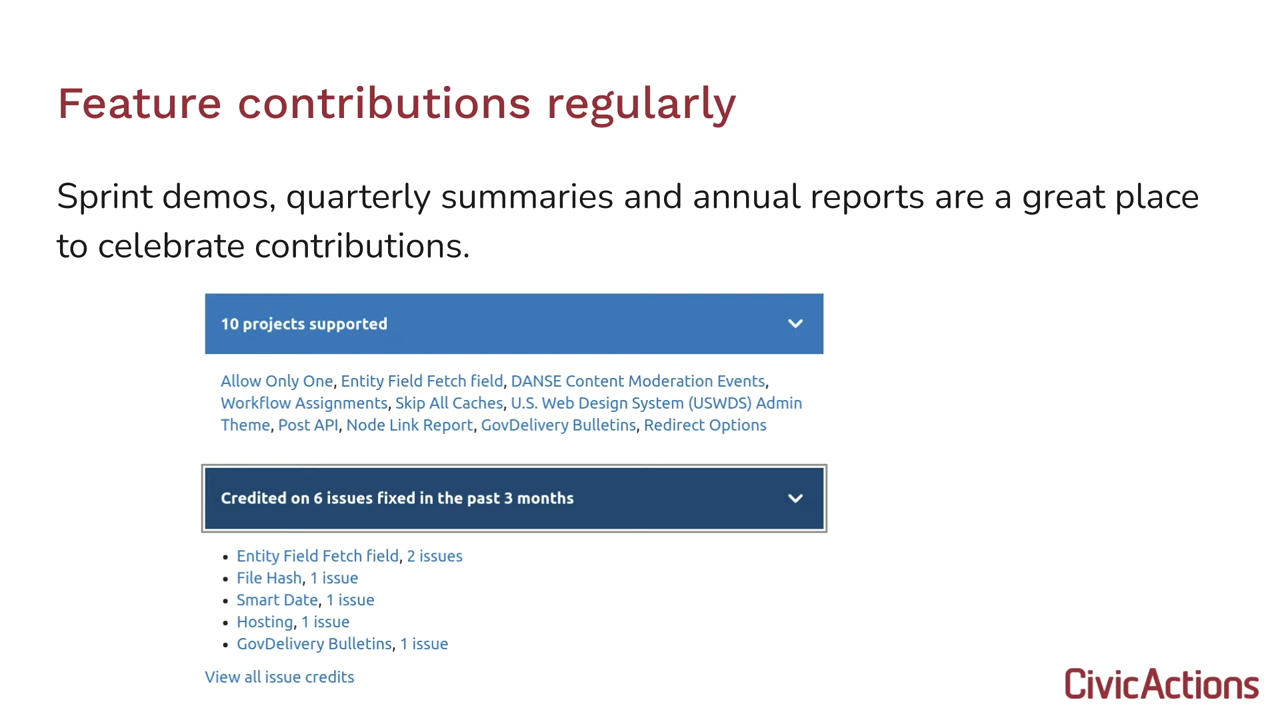 Feature contributions regularly
Sprint demos, quarterly summaries and annual reports are a great place
to celebrate contributions.
10 projects supported
Allow Only One, Entity Field Fetch field, DANSE Content Moderation Events,
Workflow Assignments, Skip All Caches, U.S. Web Design System (USWDS) Admin
Theme, Post API, Node Link Report, GovDelivery Bulletins, Redirect Options
Credited on 6 issues fixed in the past 3 months
• Entity Field Fetch field, 2 issues
• File Hash, 1 issue
• Smart Date, 1 issue
• Hosting, 1 issue
• GovDelivery Bulletins, 1 issue
View all issue credits
CivicActions